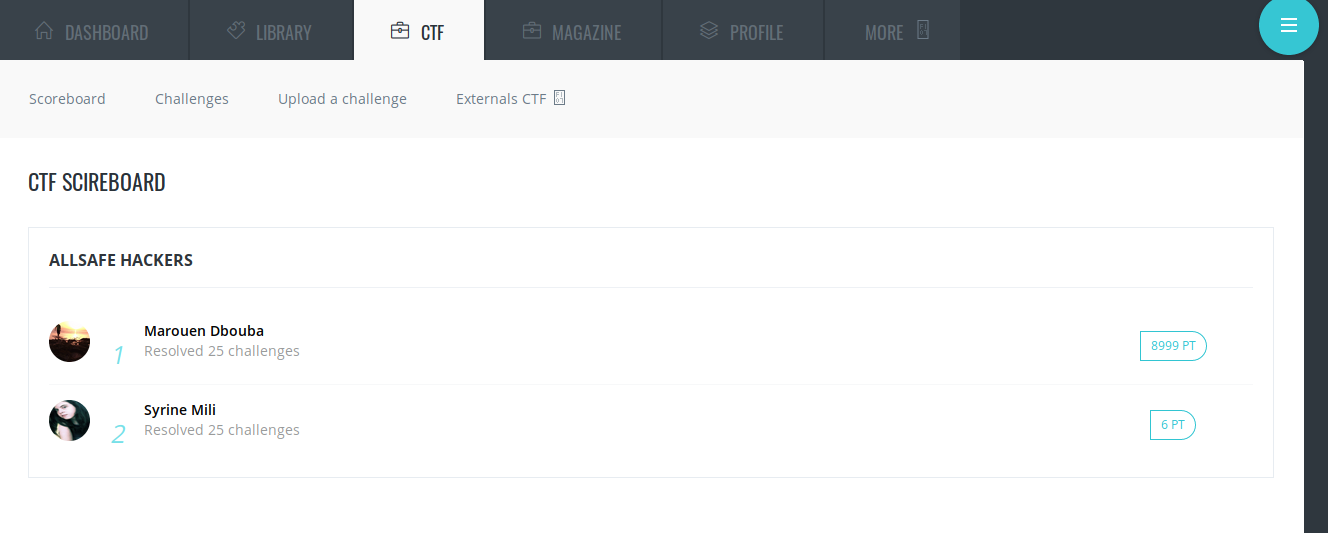 DASHBOARD LIBRARY CTF MAGAZINE PROFILE MORE
Scoreboard Challenges Upload a challenge Externals CTF
CTF SCIREBOARD
ALLSAFE HACKERS
Marouen Dbouba
1 Resolved 25 challenges 8999 PT
Syrine Mili
2 Resolved 25 challenges 6 PT